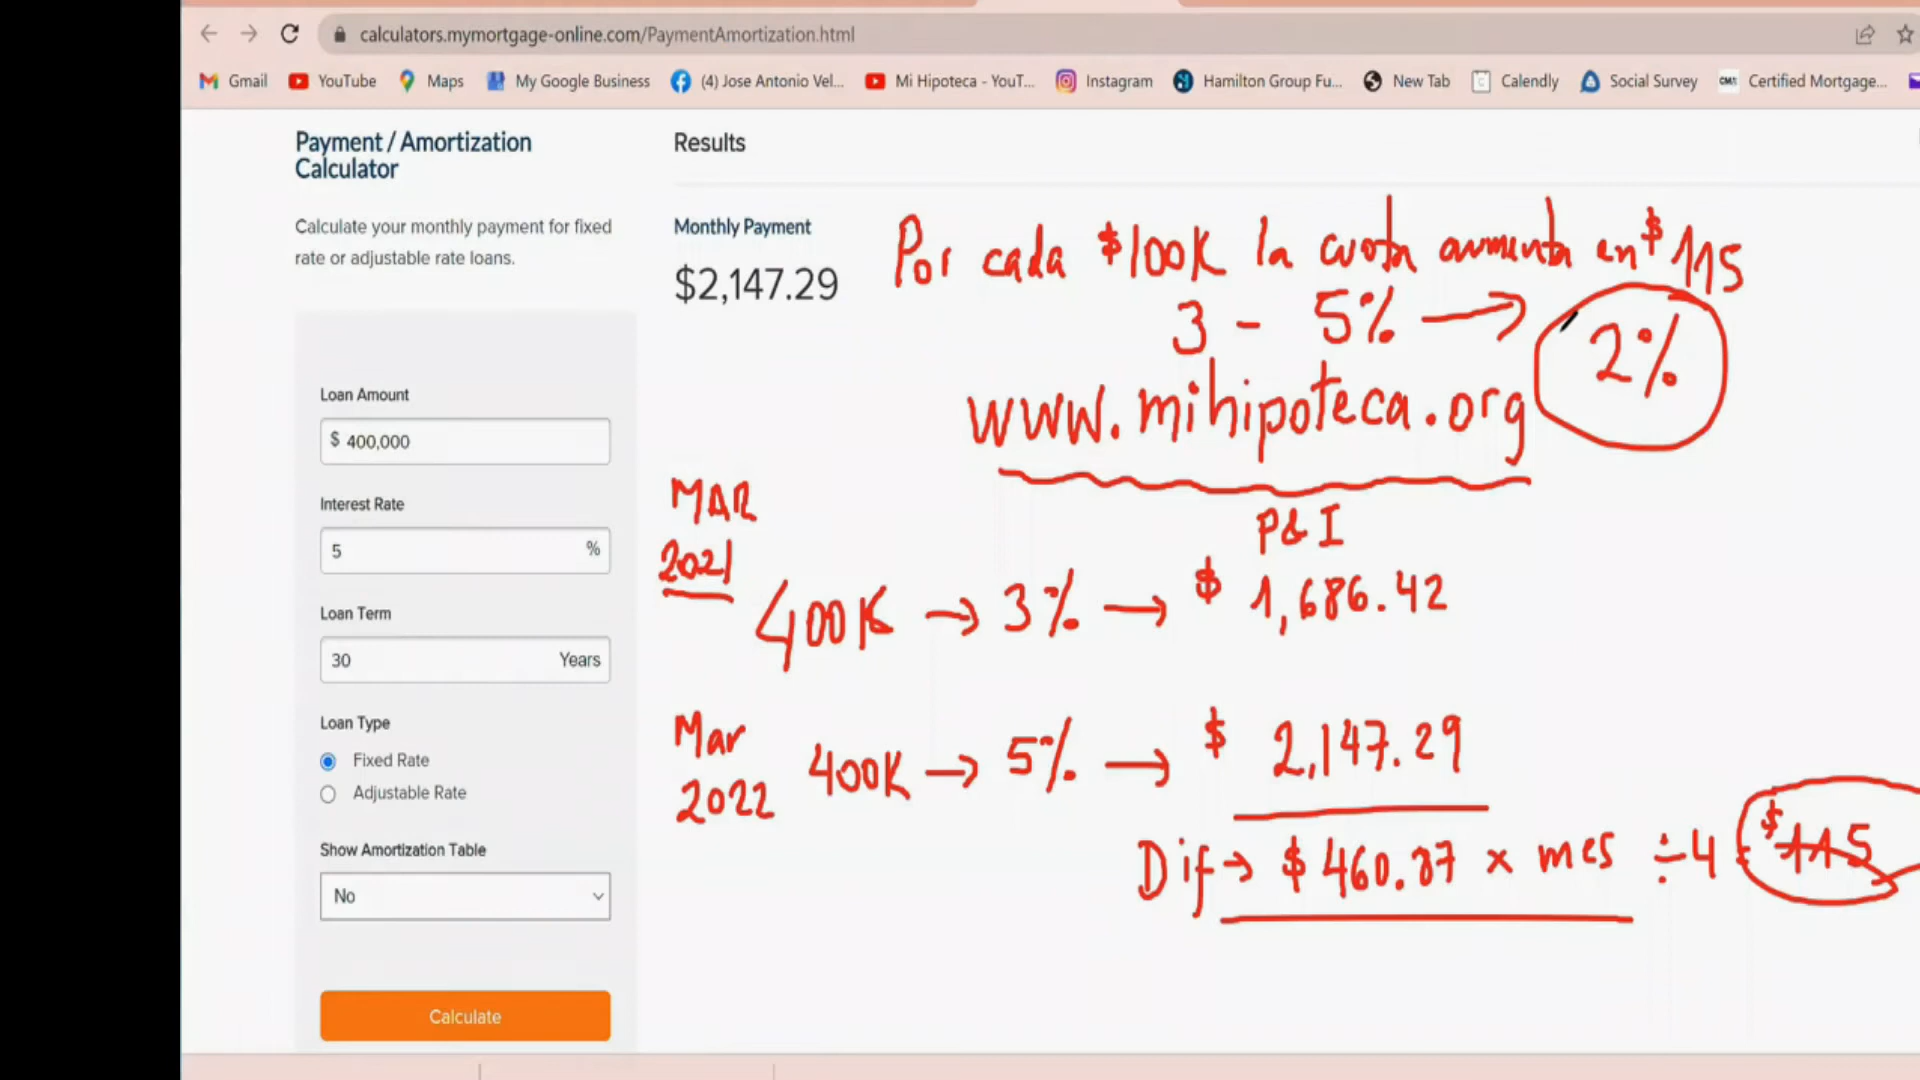 calculators.mymortgage-online.com/PaymentAmortization.html
Gmail YouTube Maps My Google Business (4) Jose Antonio Vel... Mi Hipoteca - YouT... Instagram Hamilton Group Fu... New Tab Calendly Social Survey CMA Certified Mortgage...
Payment / Amortization
Calculator
Calculate your monthly payment for fixed
rate or adjustable rate loans.
Loan Amount
$ 400,000
Interest Rate
5 %
Loan Term
30 Years
Loan Type
Fixed Rate
Adjustable Rate
Show Amortization Table
No
Calculate
Results
Monthly Payment
$2,147.29
Por cada $100K la cuota aumenta en $115
3 - 5% → 2%
www.mihipoteca.org
P&I
MAR
2021
400K → 3% → $ 1,686.42
Mar
2022
400K → 5% → $ 2,147.29
Dif → $ 460.87 x mes ÷4 = $115